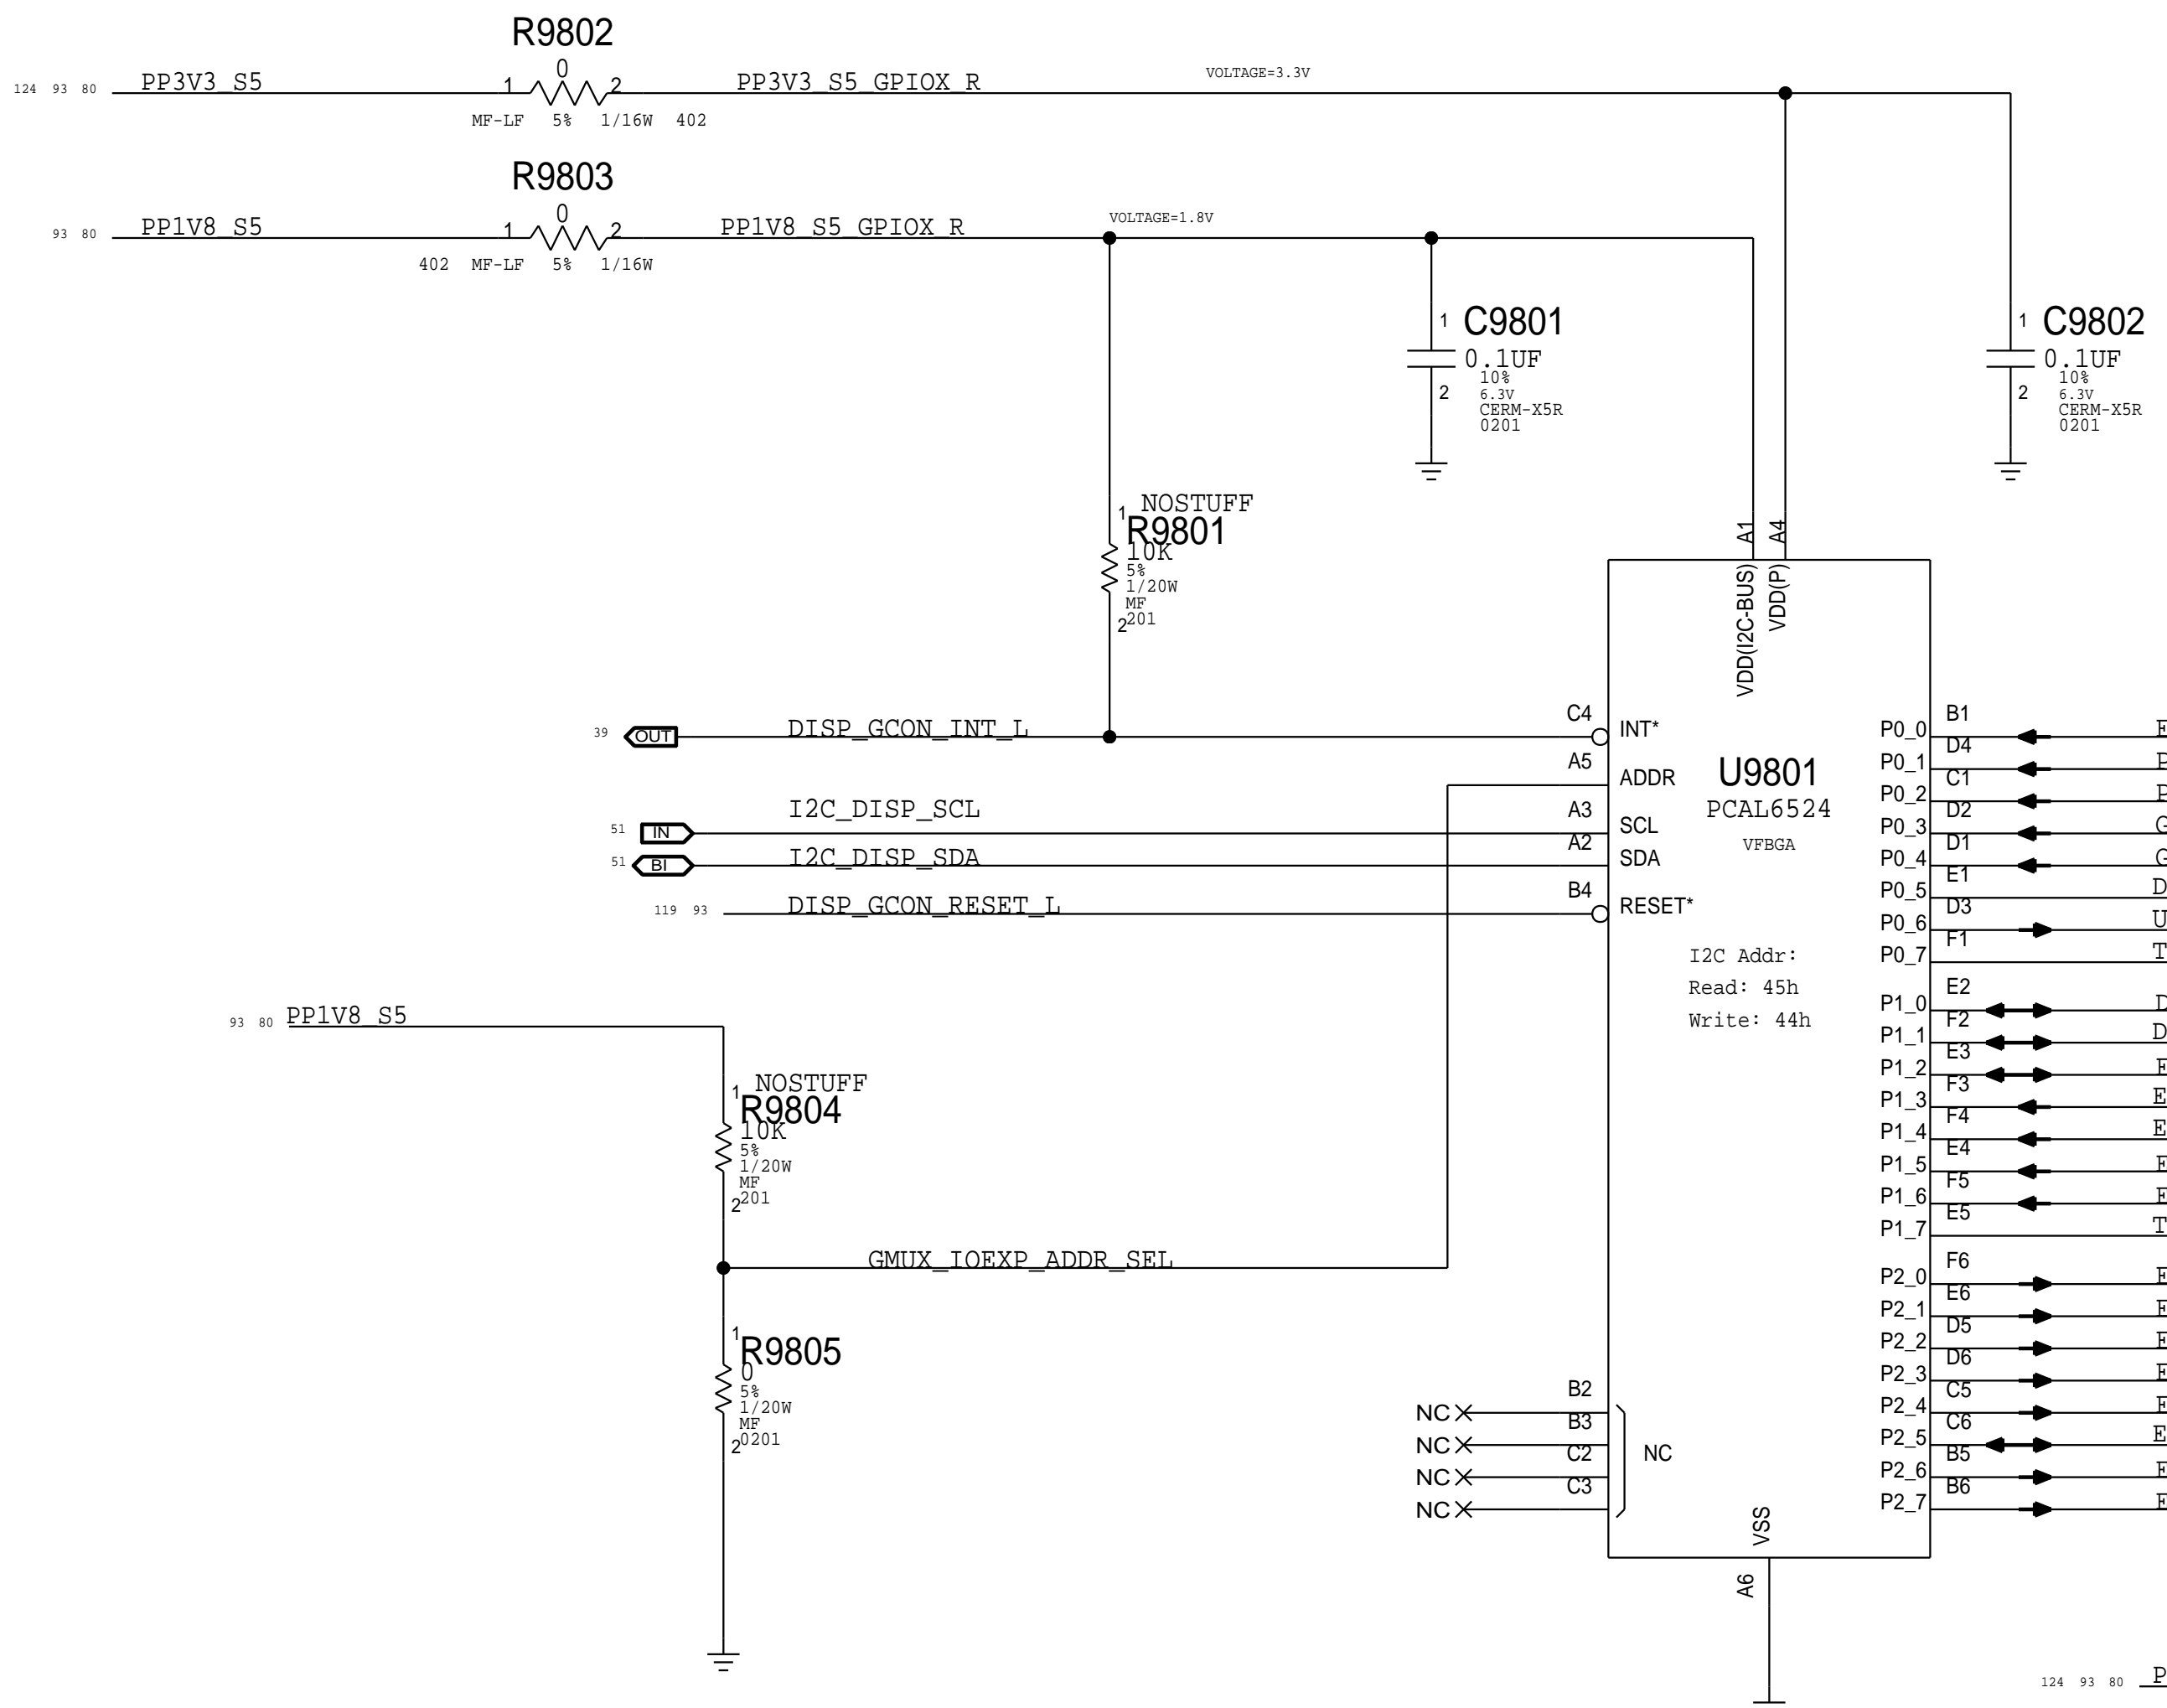 R9802
0
124 93 80 PP3V3_S5 1 2 PP3V3_S5_GPIOX_R VOLTAGE=3.3V
MF-LF 5% 1/16W 402
R9803
0
93 80 PP1V8_S5 1 2 PP1V8_S5_GPIOX_R VOLTAGE=1.8V
402 MF-LF 5% 1/16W
1 C9801
0.1UF
10%
2 6.3V
CERM-X5R
0201
1 C9802
0.1UF
10%
2 6.3V
CERM-X5R
0201
NOSTUFF
1 R9801
10K
5%
1/20W
MF
2 201
A1 A4
VDD(I2C-BUS) VDD(P)
39 OUT DISP_GCON_INT_L C4 INT*
A5 ADDR
51 IN I2C_DISP_SCL A3 SCL
51 BI I2C_DISP_SDA A2 SDA
119 93 DISP_GCON_RESET_L B4 RESET*
U9801
PCAL6524
VFBGA
I2C Addr:
Read: 45h
Write: 44h
P0_0 B1
P0_1 D4
P0_2 C1
P0_3 D2
P0_4 D1
P0_5 E1
P0_6 D3
P0_7 F1
P1_0 E2
P1_1 F2
P1_2 E3
P1_3 F3
P1_4 F4
P1_5 E4
P1_6 F5
P1_7 E5
P2_0 F6
P2_1 E6
P2_2 D5
P2_3 D6
P2_4 C5
P2_5 C6
P2_6 B5
P2_7 B6
93 80 PP1V8_S5
NOSTUFF
1 R9804
10K
5%
1/20W
MF
2 201
GMUX_IOEXP_ADDR_SEL
1 R9805
0
5%
1/20W
MF
2 0201
NC B2
NC B3
NC C2
NC C3
NC
VSS
A6
124 93 80 P